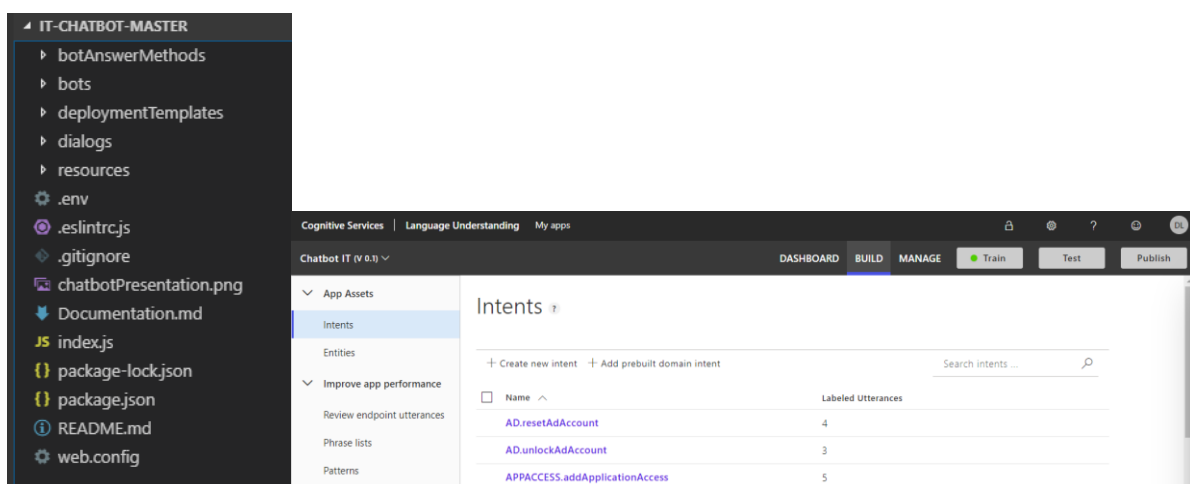 IT-CHATBOT-MASTER
botAnswerMethods
bots
deploymentTemplates
dialogs
resources
.env
.eslintrc.js
.gitignore
chatbotPresentation.png
Documentation.md
JS index.js
{} package-lock.json
{} package.json
README.md
web.config
Cognitive Services | Language Understanding My apps ? DL
Chatbot IT (V 0.1) DASHBOARD BUILD MANAGE Train Test Publish
App Assets
Intents
Entities
Improve app performance
Review endpoint utterances
Phrase lists
Patterns
Intents ?
+ Create new intent + Add prebuilt domain intent Search intents ...
Name Labeled Utterances
AD.resetAdAccount 4
AD.unlockAdAccount 3
APPACCESS.addApplicationAccess 5